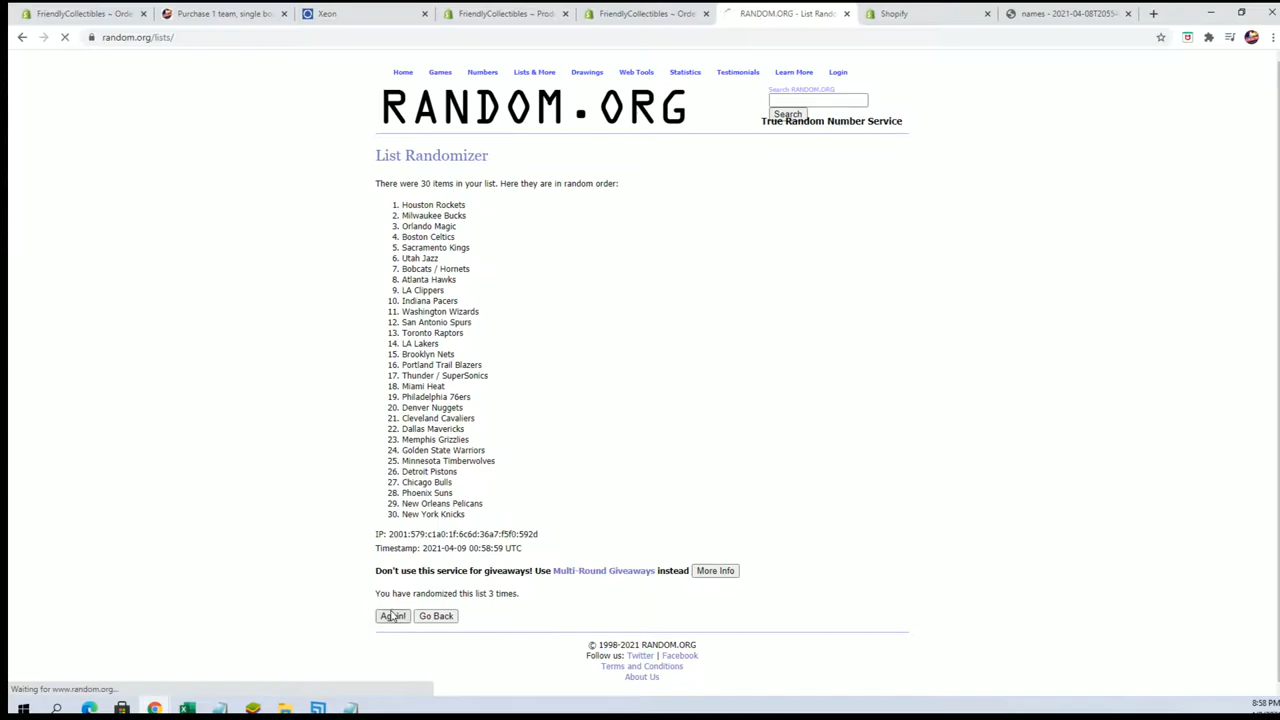 FriendlyCollectibles ~ Orde
Purchase 1 team, single bo
Xeon
FriendlyCollectibles ~ Prod
FriendlyCollectibles ~ Orde
RANDOM.ORG - List Rando
Shopify
names - 2021-04-08T2055
random.org/lists/
Home Games Numbers Lists & More Drawings Web Tools Statistics Testimonials Learn More Login
RANDOM.ORG
Search RANDOM.ORG
Search
True Random Number Service
List Randomizer
There were 30 items in your list. Here they are in random order:
1. Houston Rockets
2. Milwaukee Bucks
3. Orlando Magic
4. Boston Celtics
5. Sacramento Kings
6. Utah Jazz
7. Bobcats / Hornets
8. Atlanta Hawks
9. LA Clippers
10. Indiana Pacers
11. Washington Wizards
12. San Antonio Spurs
13. Toronto Raptors
14. LA Lakers
15. Brooklyn Nets
16. Portland Trail Blazers
17. Thunder / SuperSonics
18. Miami Heat
19. Philadelphia 76ers
20. Denver Nuggets
21. Cleveland Cavaliers
22. Dallas Mavericks
23. Memphis Grizzlies
24. Golden State Warriors
25. Minnesota Timberwolves
26. Detroit Pistons
27. Chicago Bulls
28. Phoenix Suns
29. New Orleans Pelicans
30. New York Knicks
IP: 2001:579:c1a0:1f:6c6d:36a7:f5f0:592d
Timestamp: 2021-04-09 00:58:59 UTC
Don't use this service for giveaways! Use Multi-Round Giveaways instead More Info
You have randomized this list 3 times.
Again! Go Back
© 1998-2021 RANDOM.ORG
Follow us: Twitter | Facebook
Terms and Conditions
About Us
Waiting for www.random.org...
8:58 PM